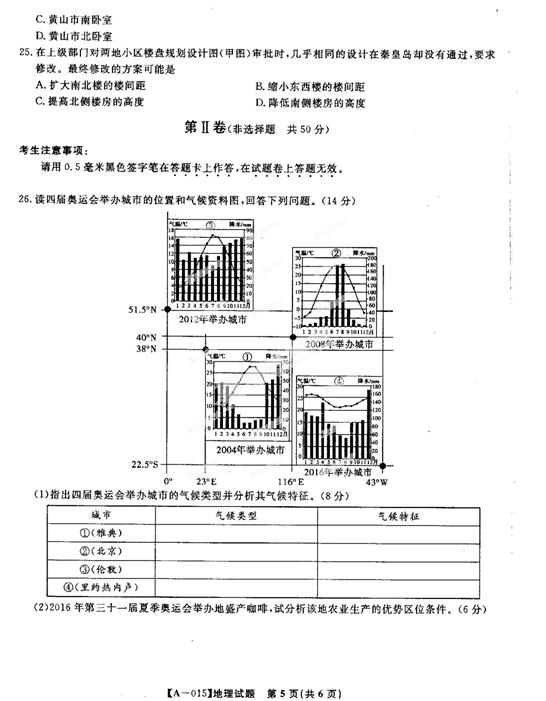 C. 黄山市南卧室
D. 黄山市北卧室
25. 在上级部门对两地小区楼盘规划设计图(甲图)审批时,几乎相同的设计在秦皇岛却没有通过,要求
修改。最终修改的方案可能是
A. 扩大南北楼的楼间距 B. 缩小东西楼的楼间距
C. 提高北侧楼房的高度 D. 降低南侧楼房的高度
第Ⅱ卷(非选择题 共50分)
考生注意事项:
请用0.5毫米黑色签字笔在答题卡上作答,在试题卷上答题无效。
26. 读四届奥运会举办城市的位置和气候资料图,回答下列问题。(14分)
气温/℃ ③ 降水/mm
1 2 3 4 5 6 7 8 9 10 11 12月
2012年举办城市
气温/℃ ② 降水/mm
1 2 3 4 5 6 7 8 9 10 11 12月
2008年举办城市
51.5°N
40°N
38°N
气温/℃ ① 降水/mm
1 2 3 4 5 6 7 8 9 10 11 12月
2004年举办城市
气温/℃ ④ 降水/mm
1 2 3 4 5 6 7 8 9 10 11 12月
2016年举办城市
22.5°S
0° 23°E 116°E 43°W
(1)指出四届奥运会举办城市的气候类型并分析其气候特征。(8分)
城市 气候类型 气候特征
①(雅典)
②(北京)
③(伦敦)
④(里约热内卢)
(2)2016年第三十一届夏季奥运会举办地盛产咖啡,试分析该地农业生产的优势区位条件。(6分)
【A-015】地理试题 第5页(共6页)